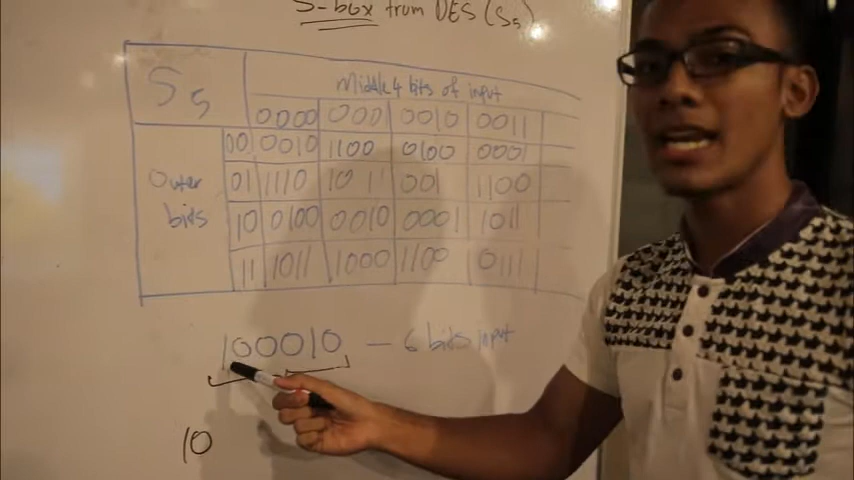 S-box from DES (S5)
S5 Middle 4 bits of input
0000 0001 0010 0011
00 0010 1100 0100 0001
Outer bits
01 1110 1011 001 1100
10 0100 0010 0001 1011
11 1011 1000 1100 0111
100010 — 6 bits input
10